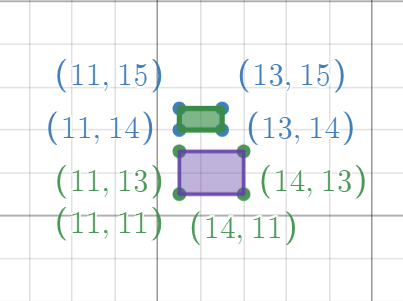 (11, 15) (13, 15)
(11, 14) (13, 14)
(11, 13) (14, 13)
(11, 11) (14, 11)